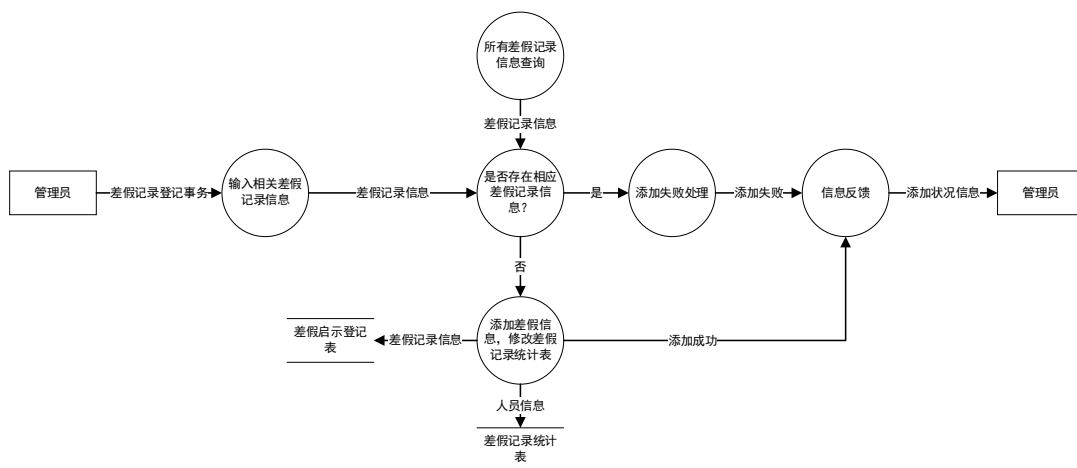 所有差假记录
信息查询
差假记录信息
管理员
差假记录登记事务
输入相关差假
记录信息
差假记录信息
是否存在相应
差假记录信
息？
是
添加失败处理
添加失败
信息反馈
添加状况信息
管理员
否
差假启示登记
表
差假记录信息
添加差假信
息，修改差假
记录统计表
添加成功
人员信息
差假记录统计
表